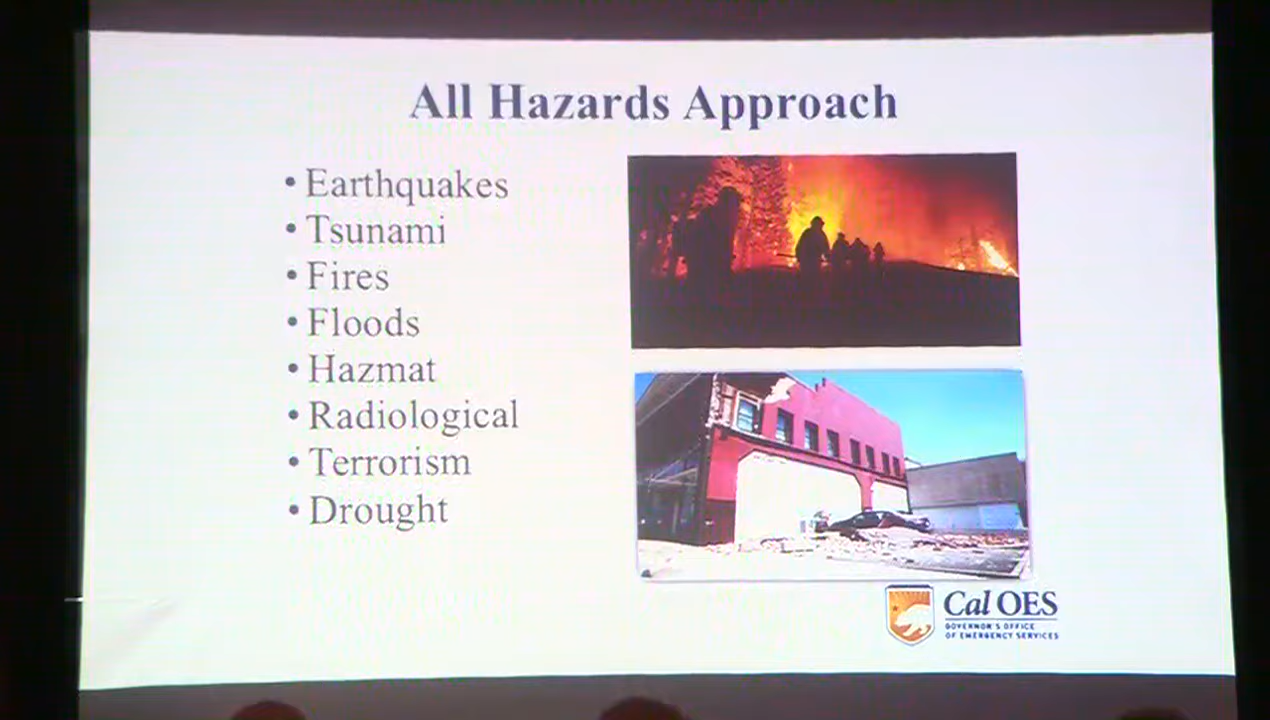 All Hazards Approach
• Earthquakes
• Tsunami
• Fires
• Floods
• Hazmat
• Radiological
• Terrorism
• Drought
Cal OES
GOVERNOR'S OFFICE
OF EMERGENCY SERVICES